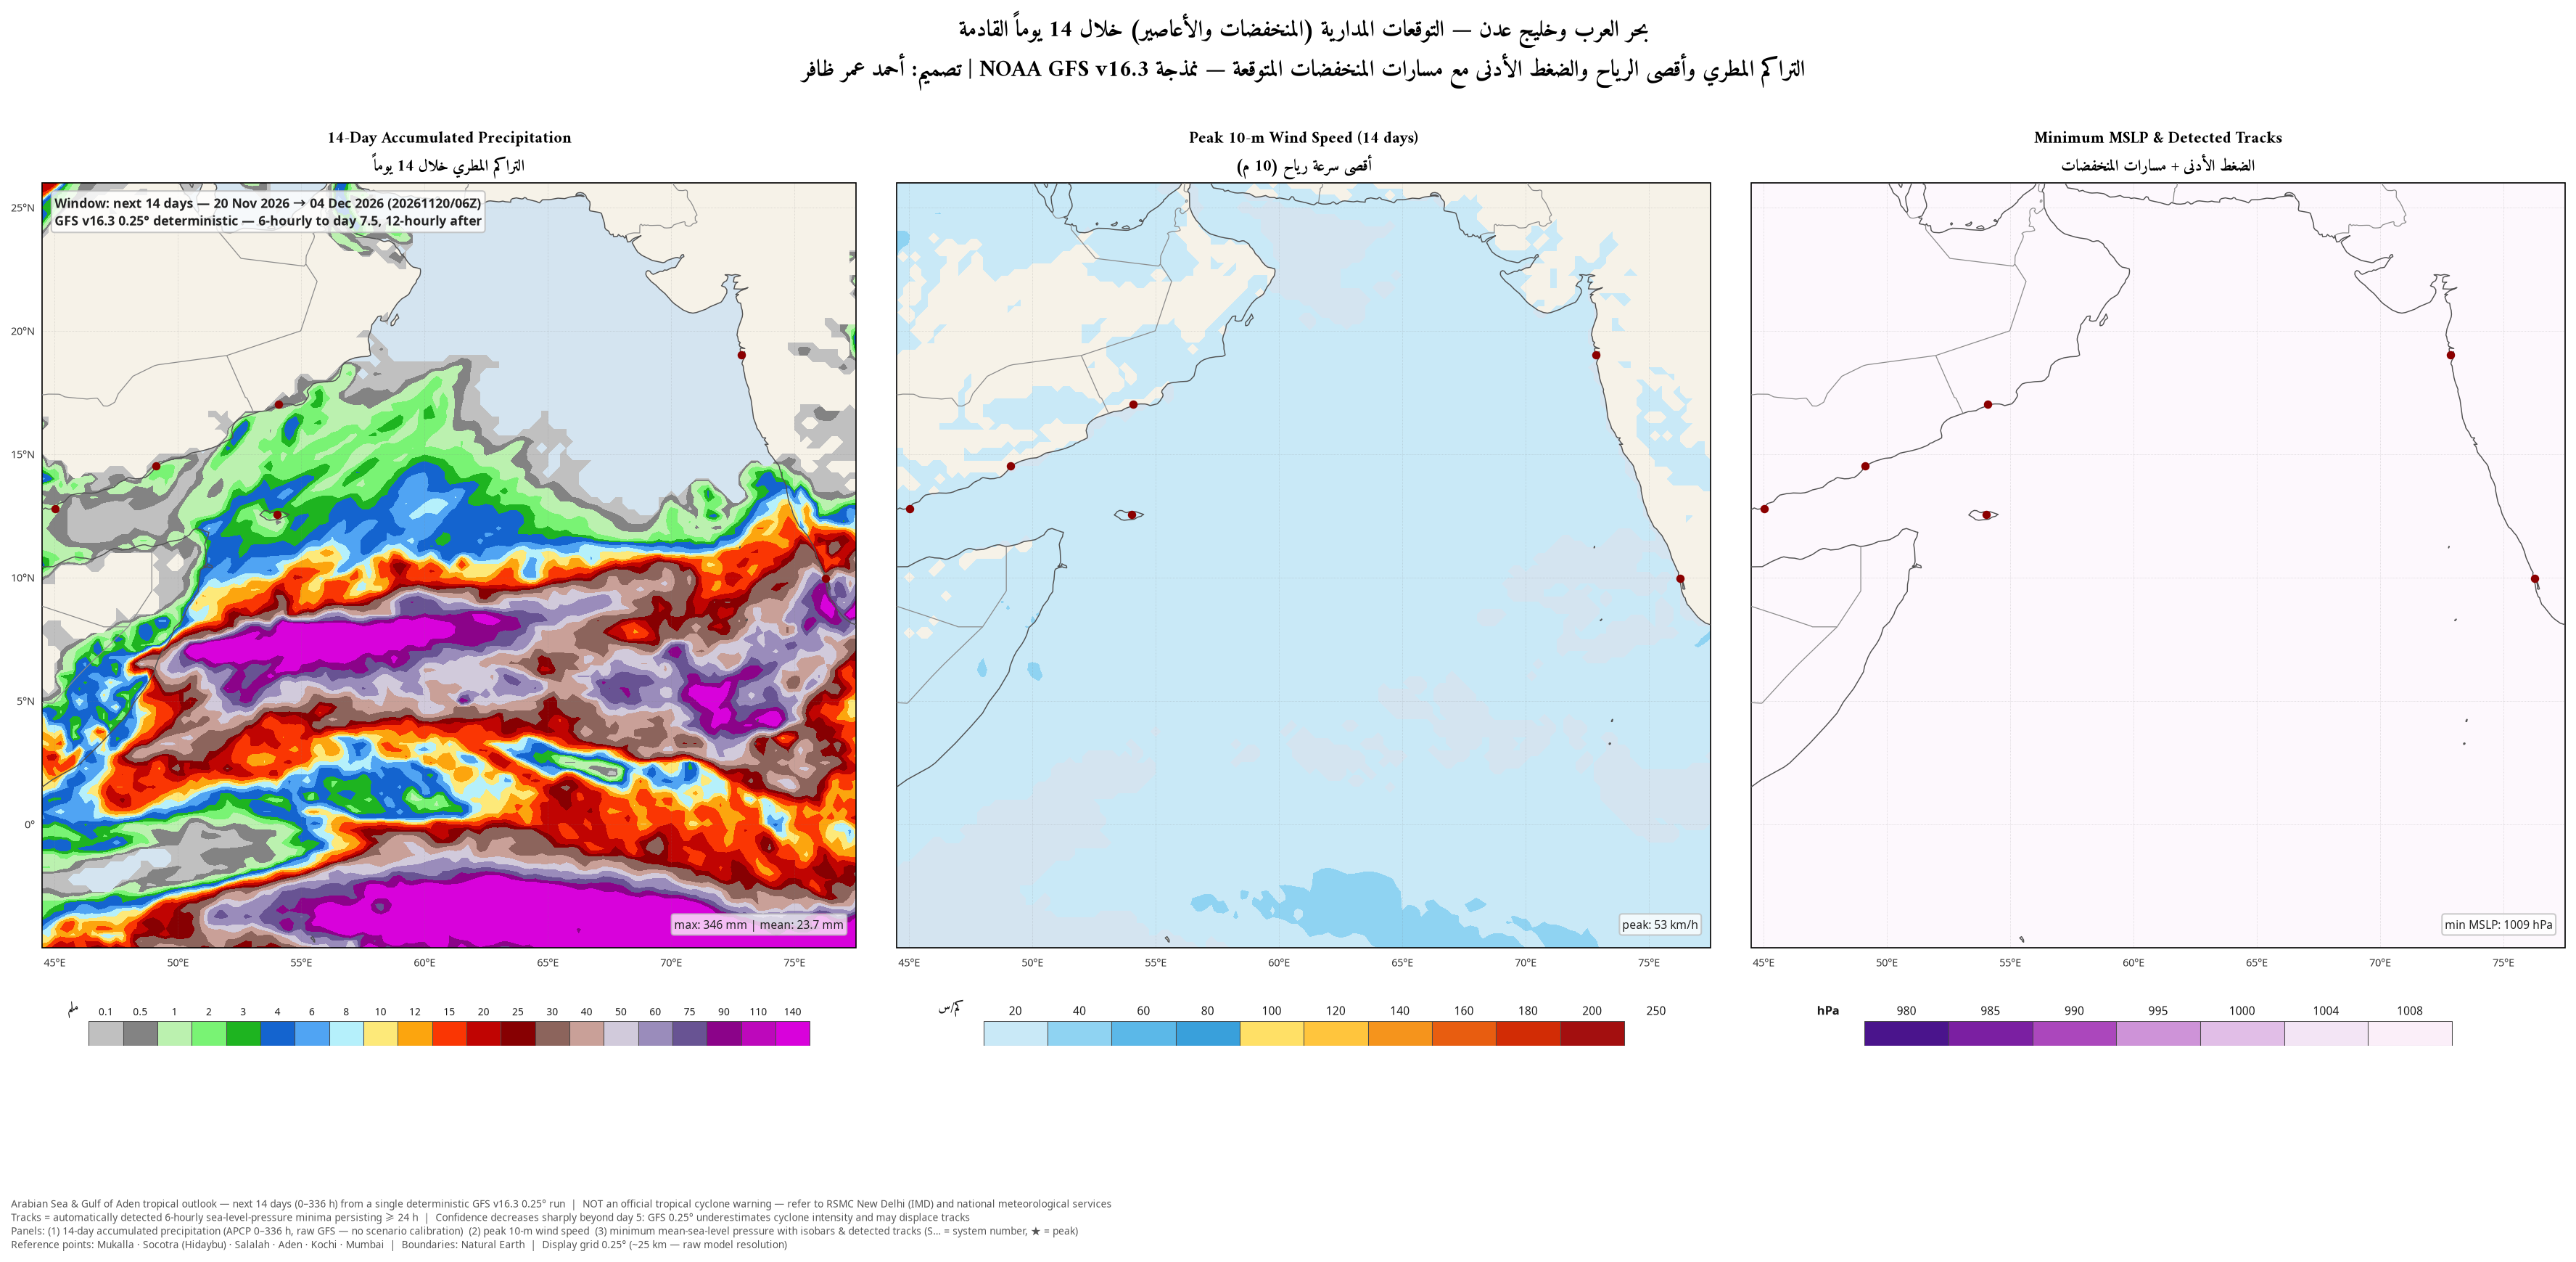 بحر العرب وخليج عدن — التوقعات المدارية (المنخفضات والأعاصير) خلال 14 يوماً القادمة
التراكم المطري وأقصى الرياح والضغط الأدنى مع مسارات المنخفضات المتوقعة — نمذجة NOAA GFS v16.3 | تصميم: أحمد عمر ظافر
14-Day Accumulated Precipitation
التراكم المطري خلال 14 يوماً
Window: next 14 days — 20 Nov 2026 → 04 Dec 2026 (20261120/06Z)
GFS v16.3 0.25° deterministic — 6-hourly to day 7.5, 12-hourly after
25°N
20°N
15°N
10°N
5°N
0°
max: 346 mm | mean: 23.7 mm
45°E 50°E 55°E 60°E 65°E 70°E 75°E
ملم 0.1 0.5 1 2 3 4 6 8 10 12 15 20 25 30 40 50 60 75 90 110 140
Peak 10-m Wind Speed (14 days)
أقصى سرعة رياح (10 م)
peak: 53 km/h
45°E 50°E 55°E 60°E 65°E 70°E 75°E
كم/س 20 40 60 80 100 120 140 160 180 200 250
Minimum MSLP & Detected Tracks
الضغط الأدنى + مسارات المنخفضات
min MSLP: 1009 hPa
45°E 50°E 55°E 60°E 65°E 70°E 75°E
hPa 980 985 990 995 1000 1004 1008
Arabian Sea & Gulf of Aden tropical outlook — next 14 days (0–336 h) from a single deterministic GFS v16.3 0.25° run | NOT an official tropical cyclone warning — refer to RSMC New Delhi (IMD) and national meteorological services
Tracks = automatically detected 6-hourly sea-level-pressure minima persisting ⩾ 24 h | Confidence decreases sharply beyond day 5: GFS 0.25° underestimates cyclone intensity and may displace tracks
Panels: (1) 14-day accumulated precipitation (APCP 0–336 h, raw GFS — no scenario calibration) (2) peak 10-m wind speed (3) minimum mean-sea-level pressure with isobars & detected tracks (S… = system number, ★ = peak)
Reference points: Mukalla · Socotra (Hidaybu) · Salalah · Aden · Kochi · Mumbai | Boundaries: Natural Earth | Display grid 0.25° (~25 km — raw model resolution)